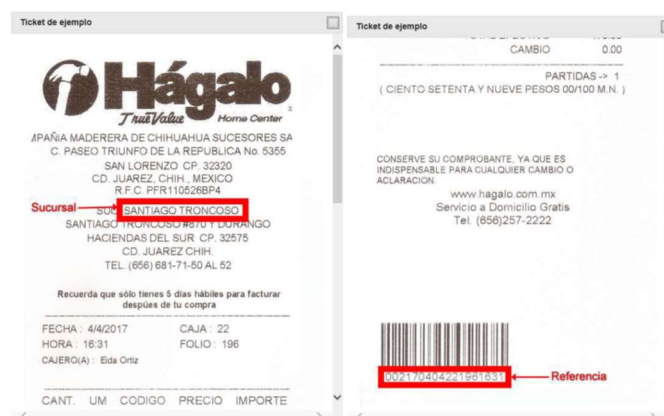 Ticket de ejemplo
Hágalo
True Value Home Center
APAÑIA MADERERA DE CHIHUAHUA SUCESORES SA
C. PASEO TRIUNFO DE LA REPUBLICA No. 5355
SAN LORENZO CP. 32320
CD. JUAREZ, CHIH., MEXICO
R.F.C. PFR110526BP4
Sucursal
SUC. SANTIAGO TRONCOSO
SANTIAGO TRONCOSO #870 Y DURANGO
HACIENDAS DEL SUR CP. 32575
CD. JUAREZ CHIH.
TEL. (656) 681-71-50 AL 52
Recuerda que sólo tienes 5 días hábiles para facturar
despúes de tu compra
FECHA : 4/4/2017 CAJA : 22
HORA : 16:31 FOLIO : 196
CAJERO(A) : Eida Ortiz
CANT. UM CODIGO PRECIO IMPORTE
Ticket de ejemplo
CAMBIO 0.00
PARTIDAS -> 1
( CIENTO SETENTA Y NUEVE PESOS 00/100 M.N. )
CONSERVE SU COMPROBANTE, YA QUE ES
INDISPENSABLE PARA CUALQUIER CAMBIO O
ACLARACION.
www.hagalo.com.mx
Servicio a Domicilio Gratis
Tel. (656)257-2222
002170404221961631
Referencia